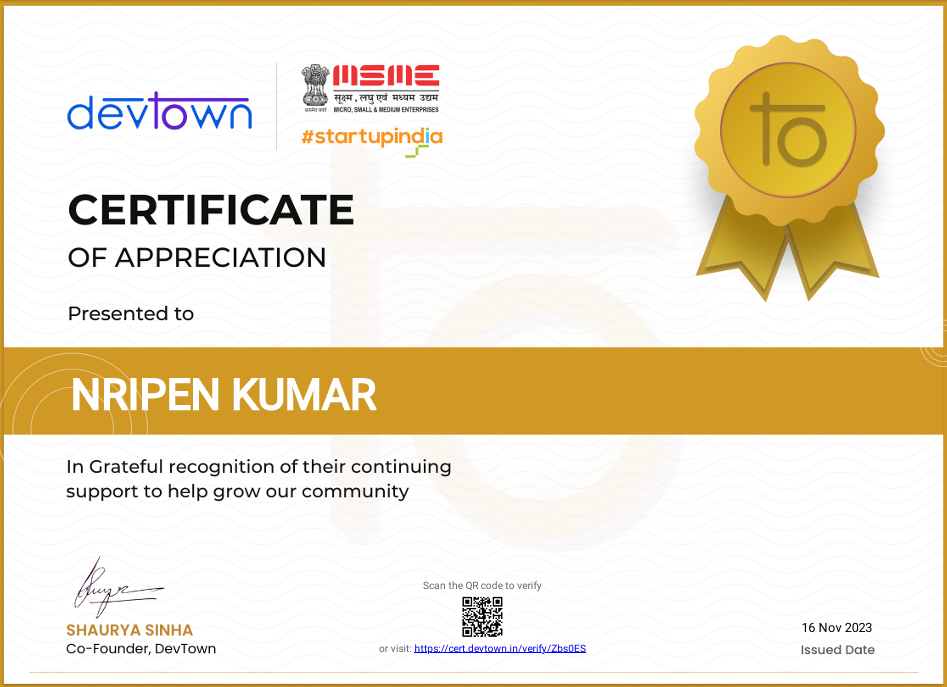 devtown
MSME
सूक्ष्म, लघु एवं मध्यम उद्यम
सत्यमेव जयते
MICRO, SMALL & MEDIUM ENTERPRISES
#startupindia
to
CERTIFICATE
OF APPRECIATION
Presented to
NRIPEN KUMAR
In Grateful recognition of their continuing
support to help grow our community
SHAURYA SINHA
Co-Founder, DevTown
Scan the QR code to verify
or visit: https://cert.devtown.in/verify/Zbs0ES
16 Nov 2023
Issued Date